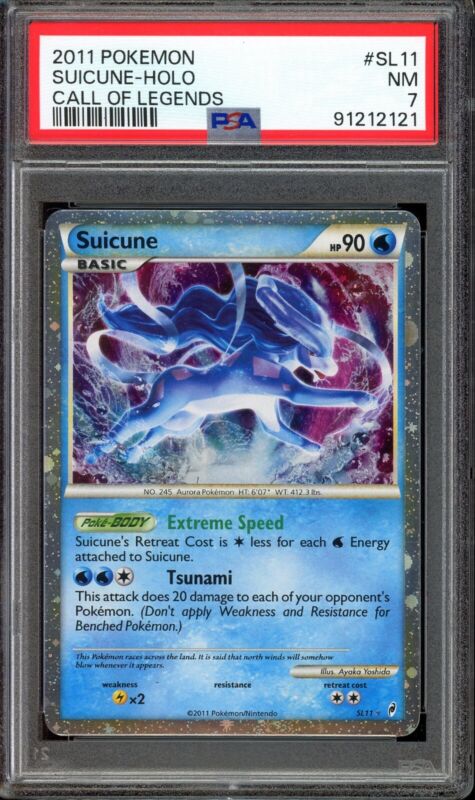 2011 POKEMON #SL11
SUICUNE-HOLO NM
CALL OF LEGENDS 7
PSA 91212121
Suicune HP 90
BASIC
NO. 245 Aurora Pokémon HT: 6'07" WT: 412.3 lbs.
Poké-BODY Extreme Speed
Suicune's Retreat Cost is less for each Energy
attached to Suicune.
Tsunami
This attack does 20 damage to each of your opponent's
Pokémon. (Don't apply Weakness and Resistance for
Benched Pokémon.)
This Pokémon races across the land. It is said that north winds will somehow
blow whenever it appears.
Illus. Ayaka Yoshida
weakness resistance retreat cost
×2
©2011 Pokémon/Nintendo SL11